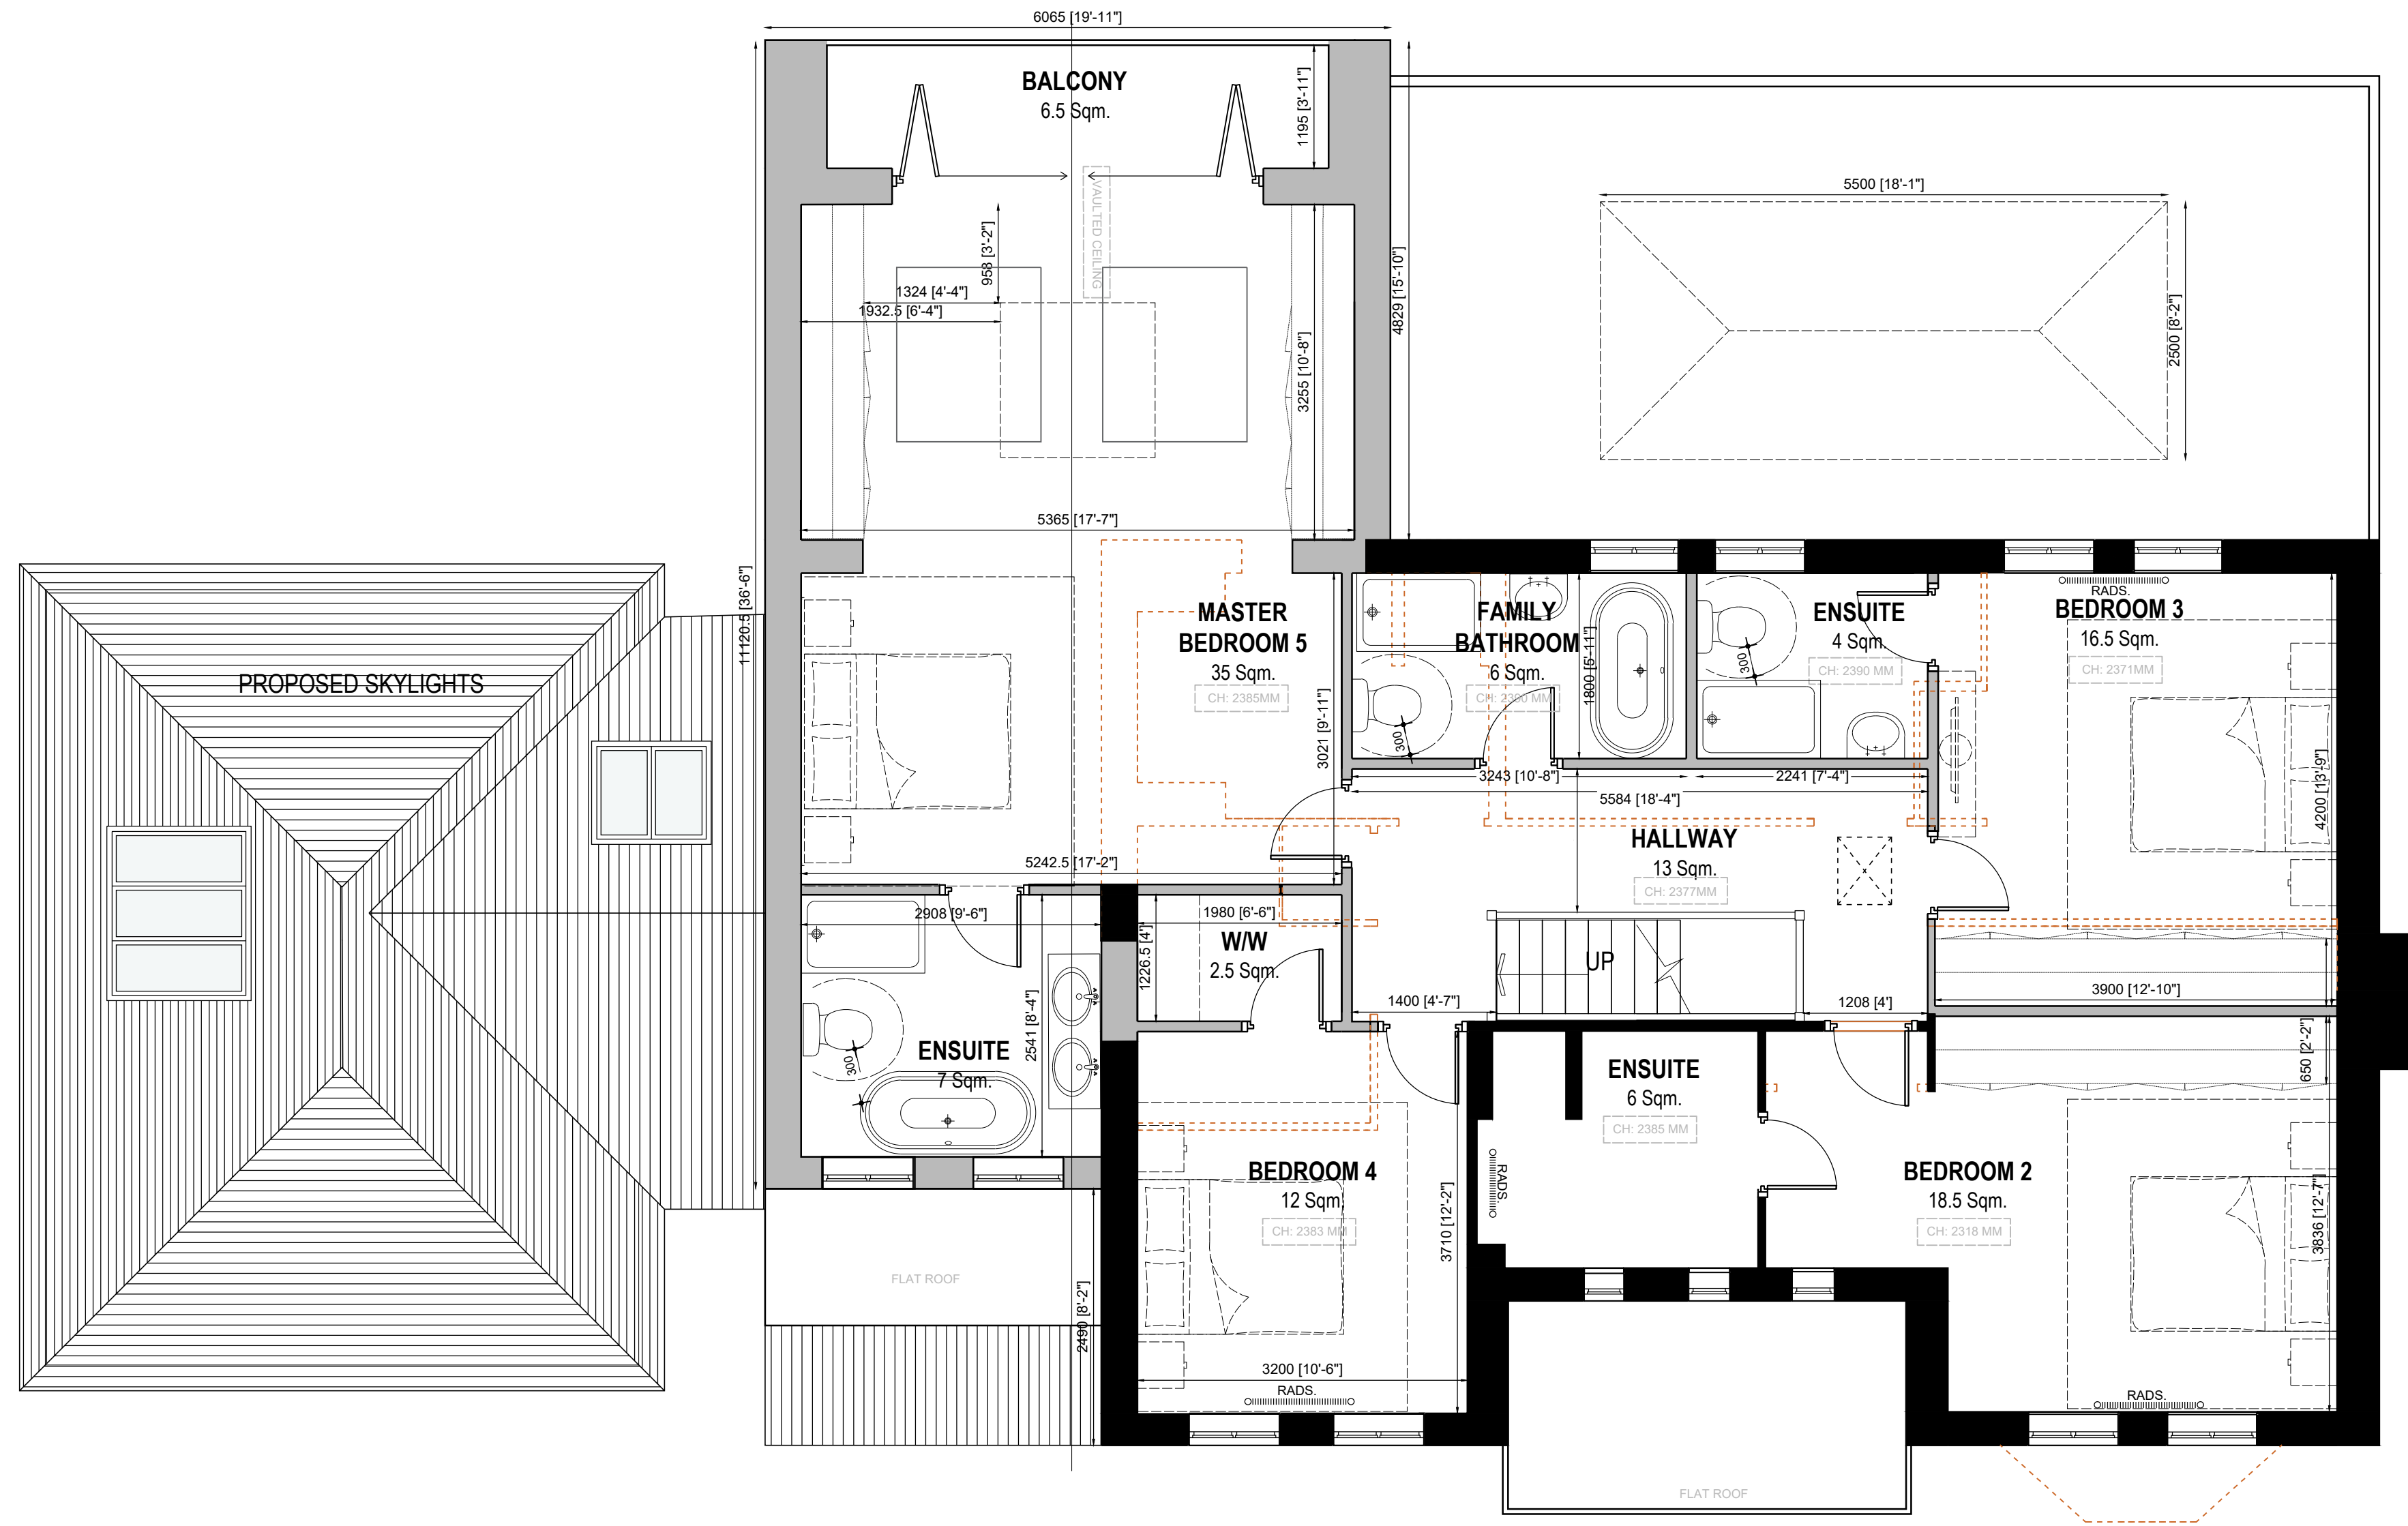 6065 [19'-11"]
BALCONY
6.5 Sqm.
1195 [3'-11"]
VAULTED CEILING
958 [3'-2"]
1324 [4'-4"]
1932.5 [6'-4"]
3255 [10'-8"]
4829 [15'-10"]
5500 [18'-1"]
2500 [8'-2"]
5365 [17'-7"]
11120.5 [36'-6"]
PROPOSED SKYLIGHTS
MASTER
BEDROOM 5
35 Sqm.
CH: 2385MM
3021 [9'-11"]
5242.5 [17'-2"]
FAMILY
BATHROOM
6 Sqm.
CH: 2390 MM
1800 [5'-11"]
300
3243 [10'-8"]
ENSUITE
4 Sqm.
CH: 2390 MM
300
2241 [7'-4"]
5584 [18'-4"]
RADS.
BEDROOM 3
16.5 Sqm.
CH: 2371MM
4200 [13'-9"]
3900 [12'-10"]
HALLWAY
13 Sqm.
CH: 2377MM
UP
1400 [4'-7"]
1208 [4']
2908 [9'-6"]
1980 [6'-6"]
W/W
2.5 Sqm.
1226.5 [4']
ENSUITE
7 Sqm.
2541 [8'-4"]
300
ENSUITE
6 Sqm.
CH: 2385 MM
RADS.
650 [2'-2"]
BEDROOM 4
12 Sqm.
CH: 2383 MM
3710 [12'-2"]
3200 [10'-6"]
RADS.
BEDROOM 2
18.5 Sqm.
CH: 2318 MM
3836 [12'-7"]
RADS.
FLAT ROOF
2490 [8'-2"]
FLAT ROOF